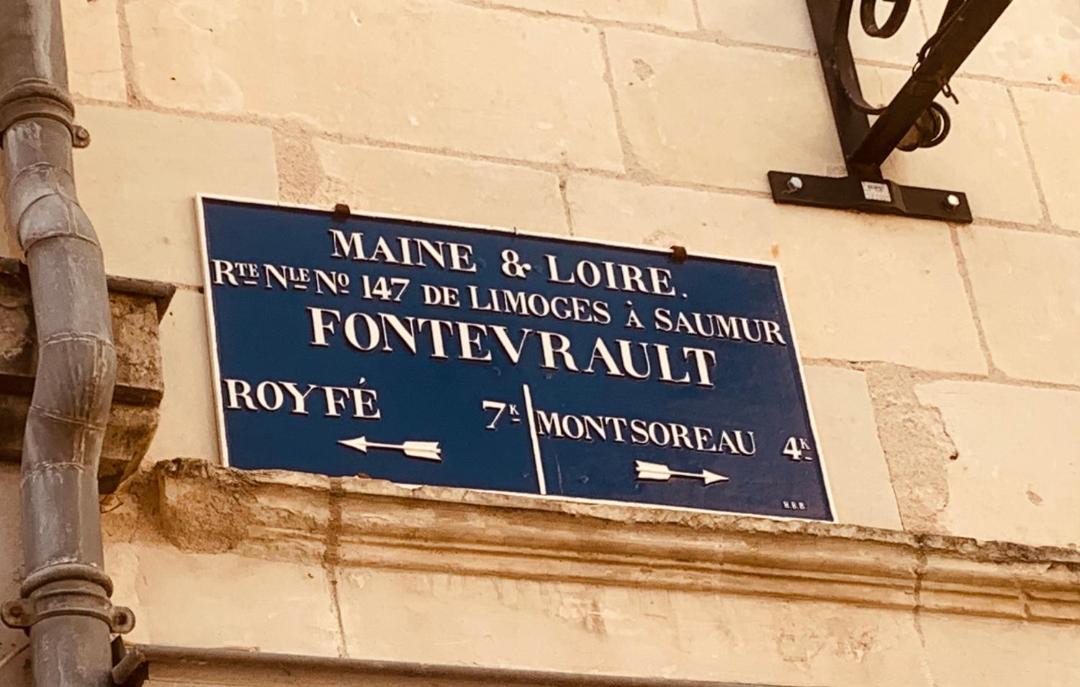 MAINE & LOIRE.
RTE NLE NO 147 DE LIMOGES À SAUMUR
FONTEVRAULT
ROYFÉ 7K
MONTSOREAU 4K